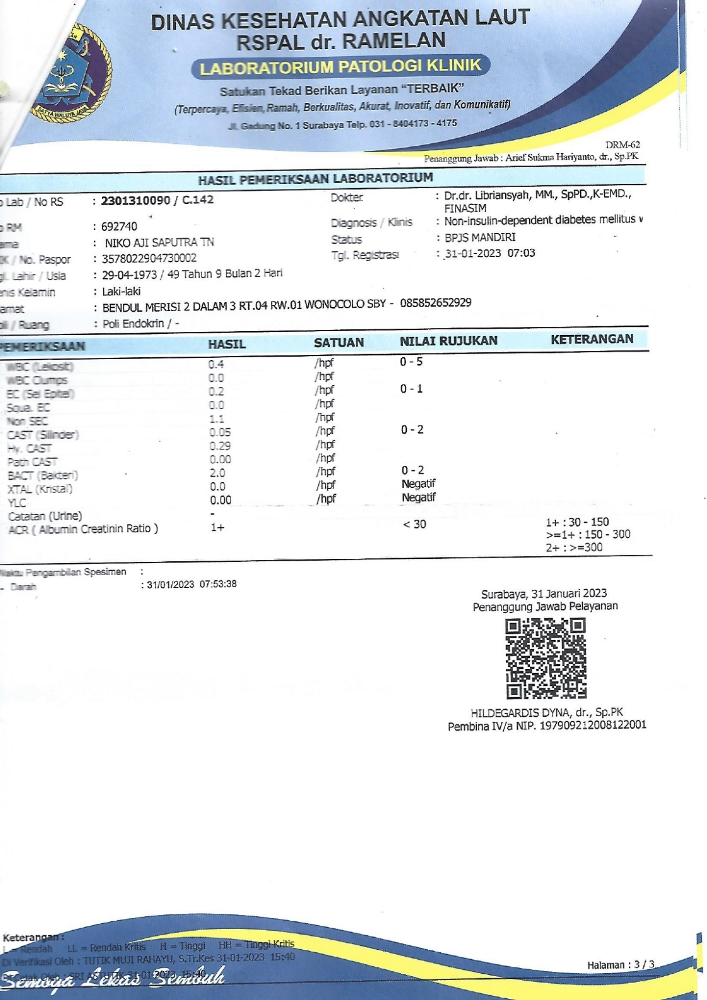 DINAS KESEHATAN ANGKATAN LAUT
RSPAL dr. RAMELAN
LABORATORIUM PATOLOGI KLINIK
Satukan Tekad Berikan Layanan “TERBAIK”
(Terpercaya, Efisien, Ramah, Berkualitas, Akurat, Inovatif, dan Komunikatif)
Jl. Gadung No. 1 Surabaya Telp. 031 - 8404173 - 4175
SATYA WALUYA JAYA
DRM-62
Penanggung Jawab : Arief Sukma Hariyanto, dr., Sp.PK
HASIL PEMERIKSAAN LABORATORIUM
o Lab / No RS : 2301310090 / C.142 Dokter : Dr.dr. Libriansyah, MM., SpPD.,K-EMD., FINASIM
o RM : 692740 Diagnosis / Klinis : Non-insulin-dependent diabetes mellitus v
ama : NIKO AJI SAPUTRA TN Status : BPJS MANDIRI
IK / No. Paspor : 3578022904730002 Tgl. Registrasi : 31-01-2023 07:03
gl. Lahir / Usia : 29-04-1973 / 49 Tahun 9 Bulan 2 Hari
enis Kelamin : Laki-laki
lamat : BENDUL MERISI 2 DALAM 3 RT.04 RW.01 WONOCOLO SBY - 085852652929
oli / Ruang : Poli Endokrin / -
PEMERIKSAAN HASIL SATUAN NILAI RUJUKAN KETERANGAN
WBC (Lekosit) 0.4 /hpf 0 - 5
WBC Clumps 0.0 /hpf
EC (Sel Epitel) 0.2 /hpf 0 - 1
Squa. EC 0.0 /hpf
Non SEC 1.1 /hpf
CAST (Silinder) 0.05 /hpf 0 - 2
Hy. CAST 0.29 /hpf
Path CAST 0.00 /hpf
BACT (Bakteri) 2.0 /hpf 0 - 2
XTAL (Kristal) 0.0 /hpf Negatif
YLC 0.00 /hpf Negatif
Catatan (Urine) -
ACR ( Albumin Creatinin Ratio ) 1+ < 30 1+ : 30 - 150
>=1+ : 150 - 300
2+ : >=300
Waktu Pengambilan Spesimen :
- Darah : 31/01/2023 07:53:38
Surabaya, 31 Januari 2023
Penanggung Jawab Pelayanan
HILDEGARDIS DYNA, dr., Sp.PK
Pembina IV/a NIP. 197909212008122001
Keterangan :
L = Rendah LL = Rendah Kritis H = Tinggi HH = Tinggi Kritis
Di Verifikasi Oleh : TUTIK MUJI RAHAYU, S.Tr.Kes 31-01-2023 15:40
Di Cetak Oleh : SRI ASTUTIK 31-01-2023 15:40
Semoga Lekas Sembuh
Halaman : 3 / 3